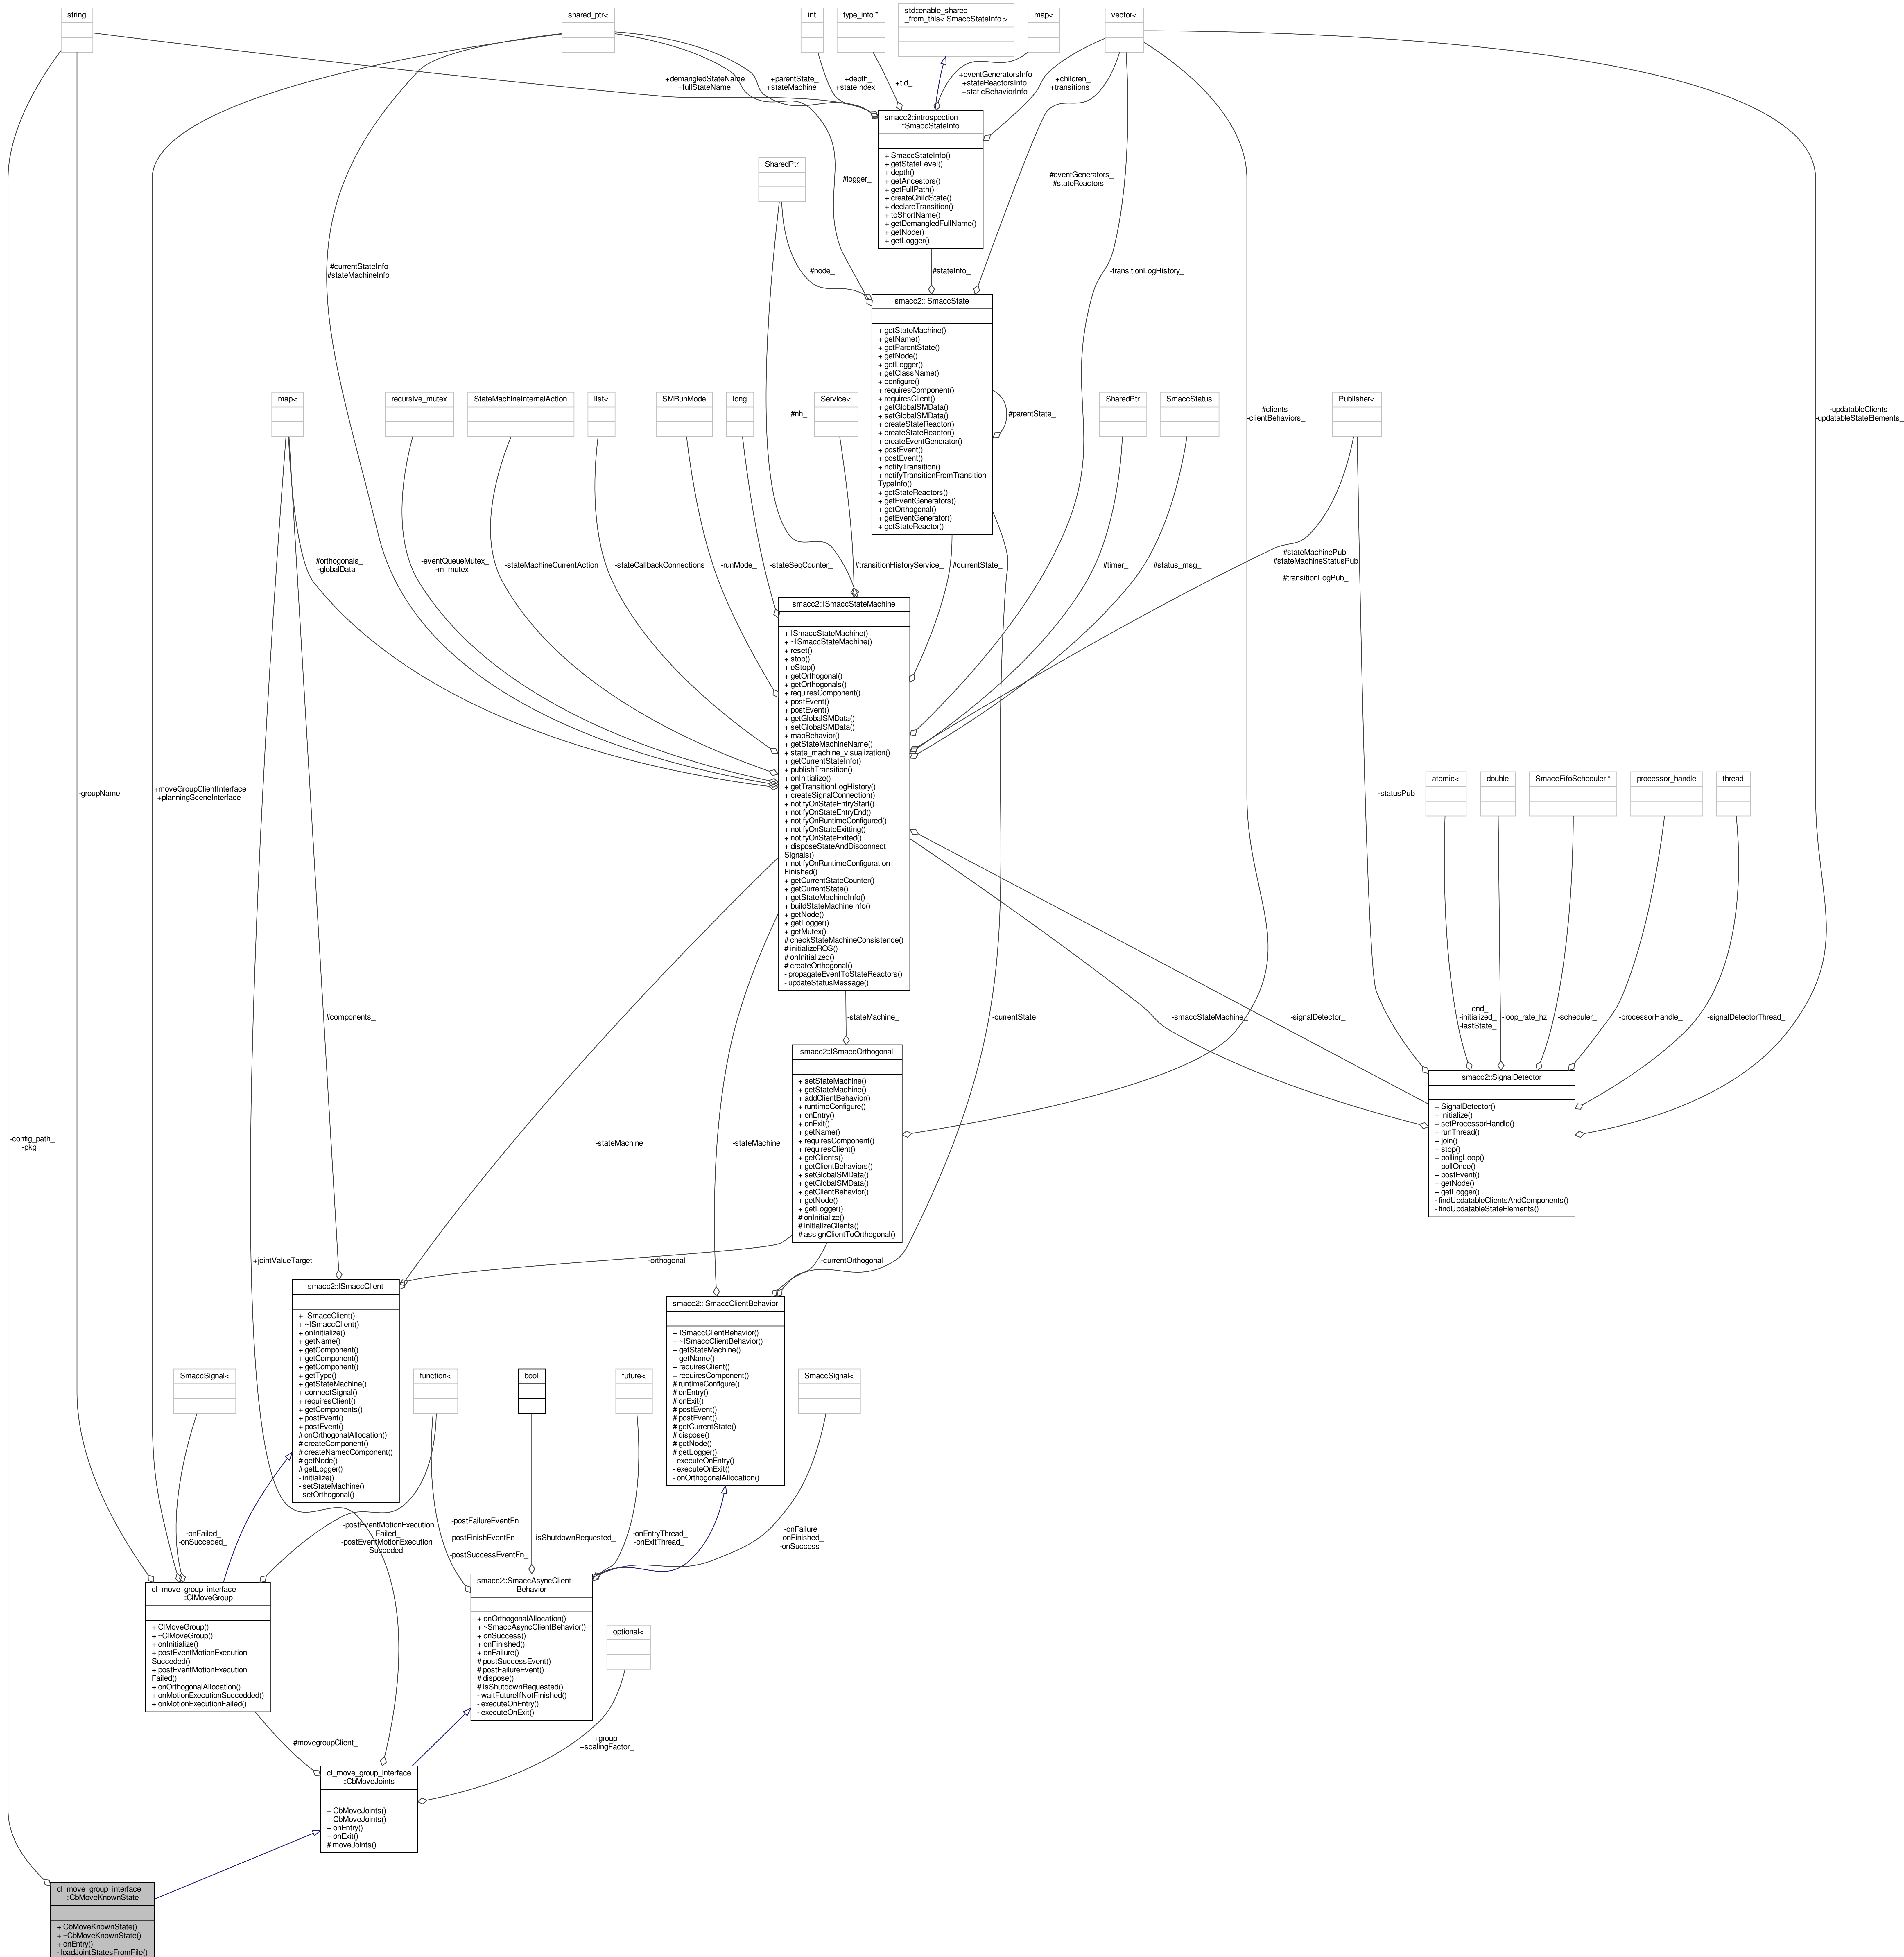 string
shared_ptr<
int
type_info *
std::enable_shared
_from_this< SmaccStateInfo >
map<
vector<
+demangledStateName
+fullStateName
+parentState_
+stateMachine_
+depth_
+stateIndex_
+tid_
+eventGeneratorsInfo
+stateReactorsInfo
+staticBehaviorInfo
+children_
+transitions_
smacc2::introspection
::SmaccStateInfo
+ SmaccStateInfo()
+ getStateLevel()
+ depth()
+ getAncestors()
+ getFullPath()
+ createChildState()
+ declareTransition()
+ toShortName()
+ getDemangledFullName()
+ getNode()
+ getLogger()
SharedPtr
#logger_
#eventGenerators_
#stateReactors_
#currentStateInfo_
#stateMachineInfo_
#node_
#stateInfo_
-transitionLogHistory_
smacc2::ISmaccState
+ getStateMachine()
+ getName()
+ getParentState()
+ getNode()
+ getLogger()
+ getClassName()
+ configure()
+ requiresComponent()
+ requiresClient()
+ getGlobalSMData()
+ setGlobalSMData()
+ createStateReactor()
+ createStateReactor()
+ createEventGenerator()
+ postEvent()
+ postEvent()
+ notifyTransition()
+ notifyTransitionFromTransition
TypeInfo()
+ getStateReactors()
+ getEventGenerators()
+ getOrthogonal()
+ getEventGenerator()
+ getStateReactor()
map<
recursive_mutex
StateMachineInternalAction
list<
SMRunMode
long
Service<
#nh_
#parentState_
SharedPtr
SmaccStatus
Publisher<
#clients_
-clientBehaviors_
-updatableClients_
-updatableStateElements_
#orthogonals_
-globalData_
-eventQueueMutex_
-m_mutex_
-stateMachineCurrentAction
-stateCallbackConnections
-runMode_
-stateSeqCounter_
#transitionHistoryService_
#currentState_
#timer_
#status_msg_
#stateMachinePub_
#stateMachineStatusPub
_
#transitionLogPub_
smacc2::ISmaccStateMachine
+ ISmaccStateMachine()
+ ~ISmaccStateMachine()
+ reset()
+ stop()
+ eStop()
+ getOrthogonal()
+ getOrthogonals()
+ requiresComponent()
+ postEvent()
+ postEvent()
+ getGlobalSMData()
+ setGlobalSMData()
+ mapBehavior()
+ getStateMachineName()
+ state_machine_visualization()
+ getCurrentStateInfo()
+ publishTransition()
+ onInitialize()
+ getTransitionLogHistory()
+ createSignalConnection()
+ notifyOnStateEntryStart()
+ notifyOnStateEntryEnd()
+ notifyOnRuntimeConfigured()
+ notifyOnStateExitting()
+ notifyOnStateExited()
+ disposeStateAndDisconnect
Signals()
+ notifyOnRuntimeConfiguration
Finished()
+ getCurrentStateCounter()
+ getCurrentState()
+ getStateMachineInfo()
+ buildStateMachineInfo()
+ getNode()
+ getLogger()
+ getMutex()
# checkStateMachineConsistence()
# initializeROS()
# onInitialized()
# createOrthogonal()
- propagateEventToStateReactors()
- updateStatusMessage()
-groupName_
+moveGroupClientInterface
+planningSceneInterface
-statusPub_
atomic<
double
SmaccFifoScheduler *
processor_handle
thread
#components_
-stateMachine_
-currentState
-smaccStateMachine_
-signalDetector_
-end_
-initialized_
-lastState_
-loop_rate_hz
-scheduler_
-processorHandle_
-signalDetectorThread_
smacc2::ISmaccOrthogonal
+ setStateMachine()
+ getStateMachine()
+ addClientBehavior()
+ runtimeConfigure()
+ onEntry()
+ onExit()
+ getName()
+ requiresComponent()
+ requiresClient()
+ getClients()
+ getClientBehaviors()
+ setGlobalSMData()
+ getGlobalSMData()
+ getClientBehavior()
+ getNode()
+ getLogger()
# onInitialize()
# initializeClients()
# assignClientToOrthogonal()
smacc2::SignalDetector
+ SignalDetector()
+ initialize()
+ setProcessorHandle()
+ runThread()
+ join()
+ stop()
+ pollingLoop()
+ pollOnce()
+ postEvent()
+ getNode()
+ getLogger()
- findUpdatableClientsAndComponents()
- findUpdatableStateElements()
-config_path_
-pkg_
-stateMachine_
-stateMachine_
+jointValueTarget_
-orthogonal_
-currentOrthogonal
smacc2::ISmaccClient
+ ISmaccClient()
+ ~ISmaccClient()
+ onInitialize()
+ getName()
+ getComponent()
+ getComponent()
+ getComponent()
+ getType()
+ getStateMachine()
+ connectSignal()
+ requiresClient()
+ getComponents()
+ postEvent()
+ postEvent()
# onOrthogonalAllocation()
# createComponent()
# createNamedComponent()
# getNode()
# getLogger()
- initialize()
- setStateMachine()
- setOrthogonal()
smacc2::ISmaccClientBehavior
+ ISmaccClientBehavior()
+ ~ISmaccClientBehavior()
+ getStateMachine()
+ getName()
+ requiresClient()
+ requiresComponent()
# runtimeConfigure()
# onEntry()
# onExit()
# postEvent()
# postEvent()
# getCurrentState()
# dispose()
# getNode()
# getLogger()
- executeOnEntry()
- executeOnExit()
- onOrthogonalAllocation()
SmaccSignal<
function<
bool
future<
SmaccSignal<
-onFailed_
-onSucceded_
-postEventMotionExecution
Failed_
-postEventMotionExecution
Succeded_
-postFailureEventFn
_
-postFinishEventFn
_
-postSuccessEventFn_
-isShutdownRequested_
-onEntryThread_
-onExitThread_
-onFailure_
-onFinished_
-onSuccess_
cl_move_group_interface
::ClMoveGroup
+ ClMoveGroup()
+ ~ClMoveGroup()
+ onInitialize()
+ postEventMotionExecution
Succeded()
+ postEventMotionExecution
Failed()
+ onOrthogonalAllocation()
+ onMotionExecutionSuccedded()
+ onMotionExecutionFailed()
smacc2::SmaccAsyncClient
Behavior
+ onOrthogonalAllocation()
+ ~SmaccAsyncClientBehavior()
+ onSuccess()
+ onFinished()
+ onFailure()
# postSuccessEvent()
# postFailureEvent()
# dispose()
# isShutdownRequested()
- waitFutureIfNotFinished()
- executeOnEntry()
- executeOnExit()
optional<
#movegroupClient_
+group_
+scalingFactor_
cl_move_group_interface
::CbMoveJoints
+ CbMoveJoints()
+ CbMoveJoints()
+ onEntry()
+ onExit()
# moveJoints()
cl_move_group_interface
::CbMoveKnownState
+ CbMoveKnownState()
+ ~CbMoveKnownState()
+ onEntry()
- loadJointStatesFromFile()